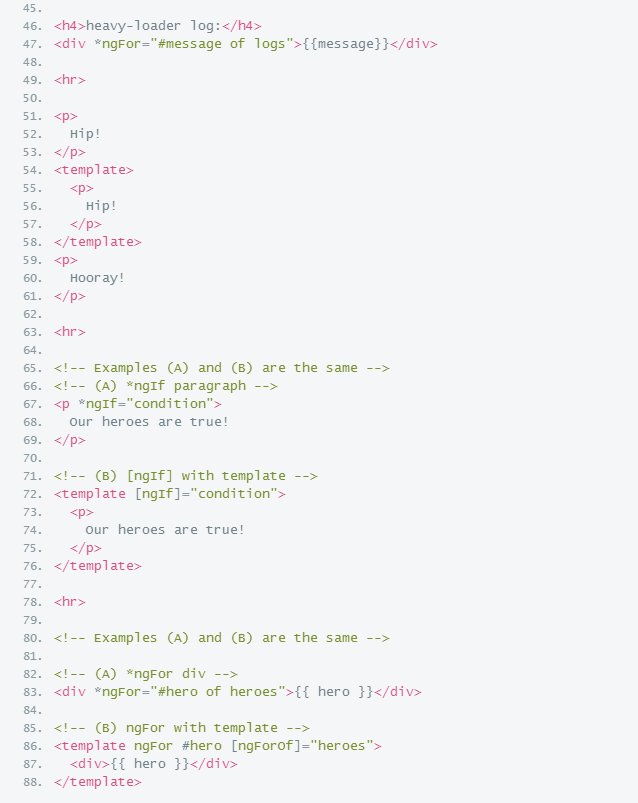 45.
46. <h4>heavy-loader log:</h4>
47. <div *ngFor="#message of logs">{{message}}</div>
48.
49. <hr>
50.
51. <p>
52.   Hip!
53. </p>
54. <template>
55.   <p>
56.     Hip!
57.   </p>
58. </template>
59. <p>
60.   Hooray!
61. </p>
62.
63. <hr>
64.
65. <!-- Examples (A) and (B) are the same -->
66. <!-- (A) *ngIf paragraph -->
67. <p *ngIf="condition">
68.   Our heroes are true!
69. </p>
70.
71. <!-- (B) [ngIf] with template -->
72. <template [ngIf]="condition">
73.   <p>
74.     Our heroes are true!
75.   </p>
76. </template>
77.
78. <hr>
79.
80. <!-- Examples (A) and (B) are the same -->
81.
82. <!-- (A) *ngFor div -->
83. <div *ngFor="#hero of heroes">{{ hero }}</div>
84.
85. <!-- (B) ngFor with template -->
86. <template ngFor #hero [ngForOf]="heroes">
87.   <div>{{ hero }}</div>
88. </template>